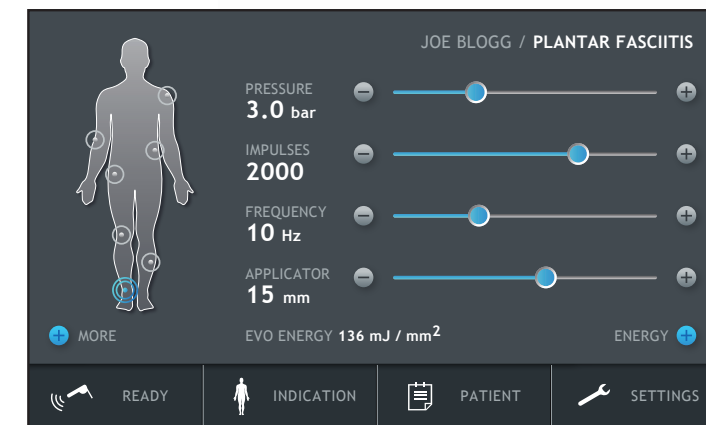 JOE BLOGG / PLANTAR FASCIITIS
PRESSURE
3.0 bar
IMPULSES
2000
FREQUENCY
10 Hz
APPLICATOR
15 mm
MORE
EVO ENERGY 136 mJ / mm²
ENERGY
READY
INDICATION
PATIENT
SETTINGS